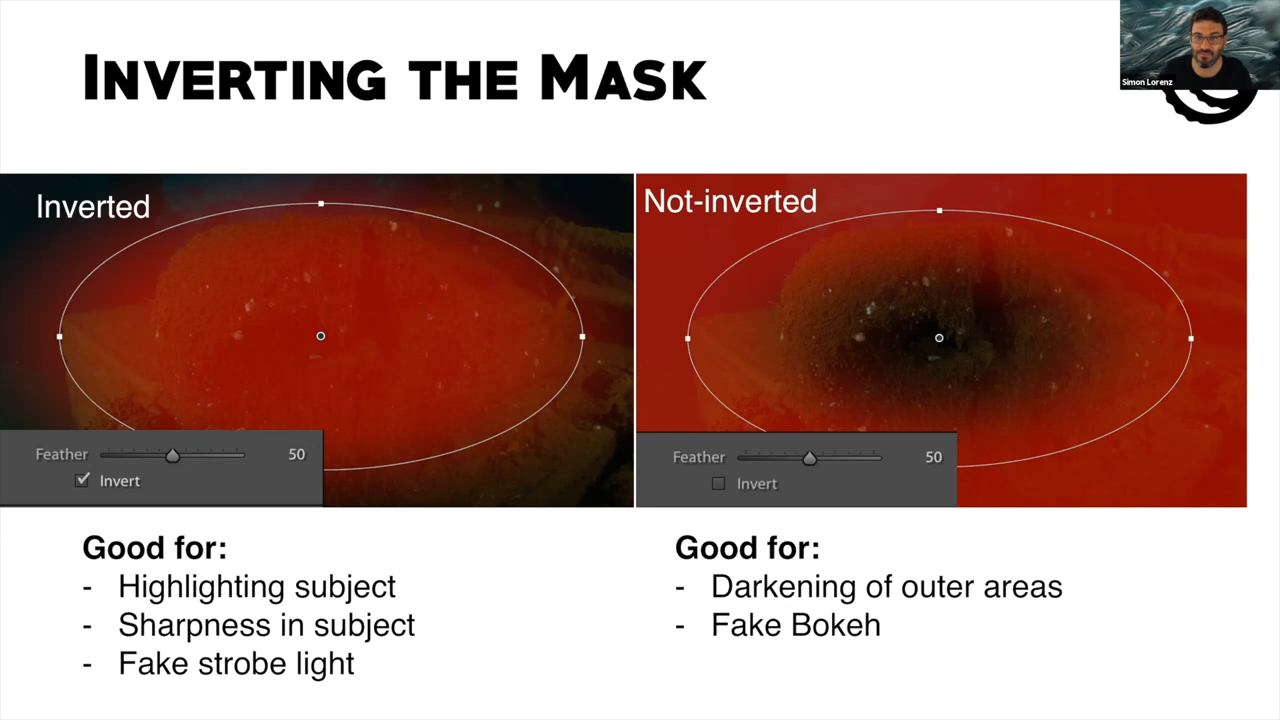 INVERTING THE MASK
Simon Lorenz
Inverted
Feather 50
Invert
Good for:
- Highlighting subject
- Sharpness in subject
- Fake strobe light
Not-inverted
Feather 50
Invert
Good for:
- Darkening of outer areas
- Fake Bokeh